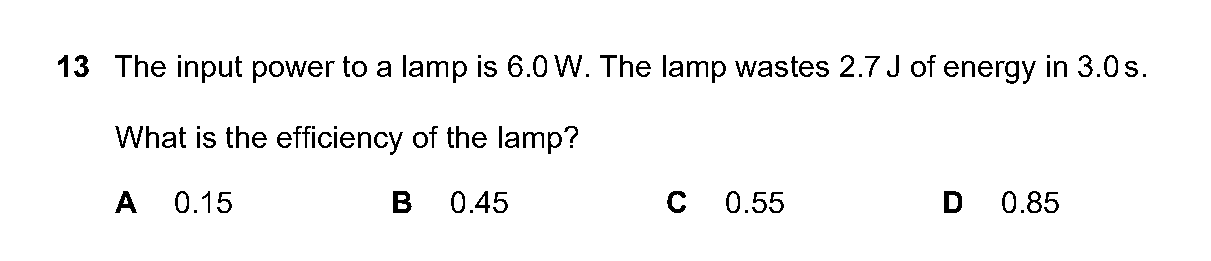 13 The input power to a lamp is 6.0 W. The lamp wastes 2.7 J of energy in 3.0 s.
What is the efficiency of the lamp?
A 0.15 B 0.45 C 0.55 D 0.85